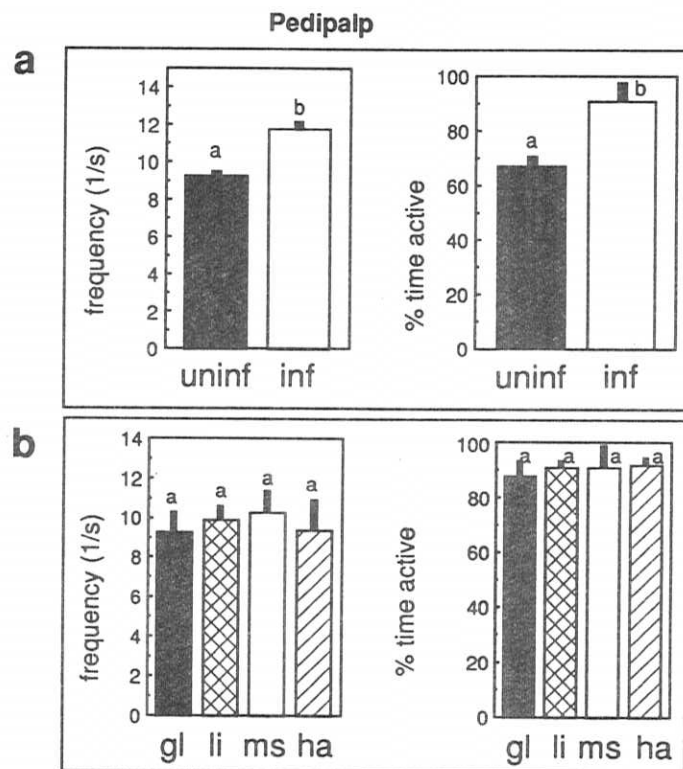 Pedipalp
a
frequency (1/s)
14
12
10
8
6
4
2
0
a
b
uninf inf
% time active
100
80
60
40
20
0
a
b
uninf inf
b
frequency (1/s)
14
12
10
8
6
4
2
0
a a a a
gl li ms ha
% time active
100
80
60
40
20
0
a a a a
gl li ms ha